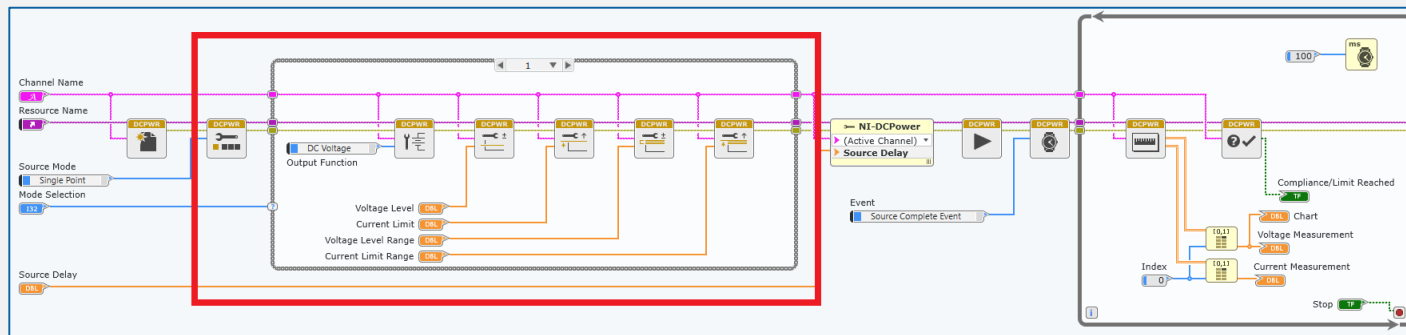 1
ms
100
Channel Name
Resource Name
DCPWR
DCPWR
DCPWR
DCPWR
DCPWR
DCPWR
DCPWR
NI-DCPower
(Active Channel)
Source Delay
DCPWR
DCPWR
DCPWR
DCPWR
DC Voltage
Output Function
Source Mode
Single Point
Mode Selection
I32
Voltage Level
DBL
Current Limit
DBL
Voltage Level Range
DBL
Current Limit Range
DBL
Event
Source Complete Event
Compliance/Limit Reached
TF
DBL
Chart
[0,1]
Voltage Measurement
DBL
[0,1]
Current Measurement
DBL
Index
0
Source Delay
DBL
Stop
TF
i